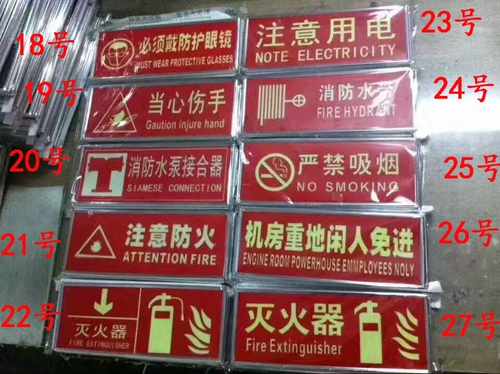 18号
必须戴防护眼镜
MUST WEAR PROTECTIVE GLASSES
19号
当心伤手
Gaution injure hand
20号
消防水泵接合器
SIAMESE CONNECTION
21号
注意防火
ATTENTION FIRE
22号
灭火器
FIRE EXTINGUISHER
23号
注意用电
NOTE ELECTRICITY
24号
消防水
FIRE HYDRANT
25号
严禁吸烟
NO SMOKING
26号
机房重地闲人免进
ENGINE ROOM POWERHOUSE EMMPLOYEES NOLY
27号
灭火器
Fire Extinguisher